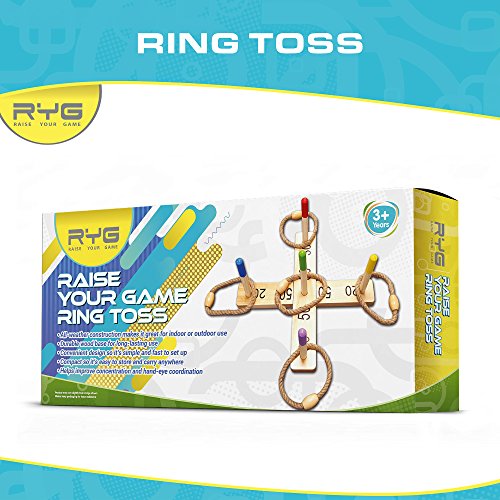 RING TOSS
RYG
RAISE YOUR GAME
RYG
RAISE YOUR GAME
RAISE
YOUR GAME
RING TOSS
• All-weather construction makes it great for indoor or outdoor use
• Durable wood base for long-lasting use
• Convenient design so it's simple and fast to set up
• Compact so it's easy to store and carry anywhere
• Helps improve concentration and hand-eye coordination
3+
Years
20
50
20
5
RYG
RAISE
YOUR GAME
RING TOSS